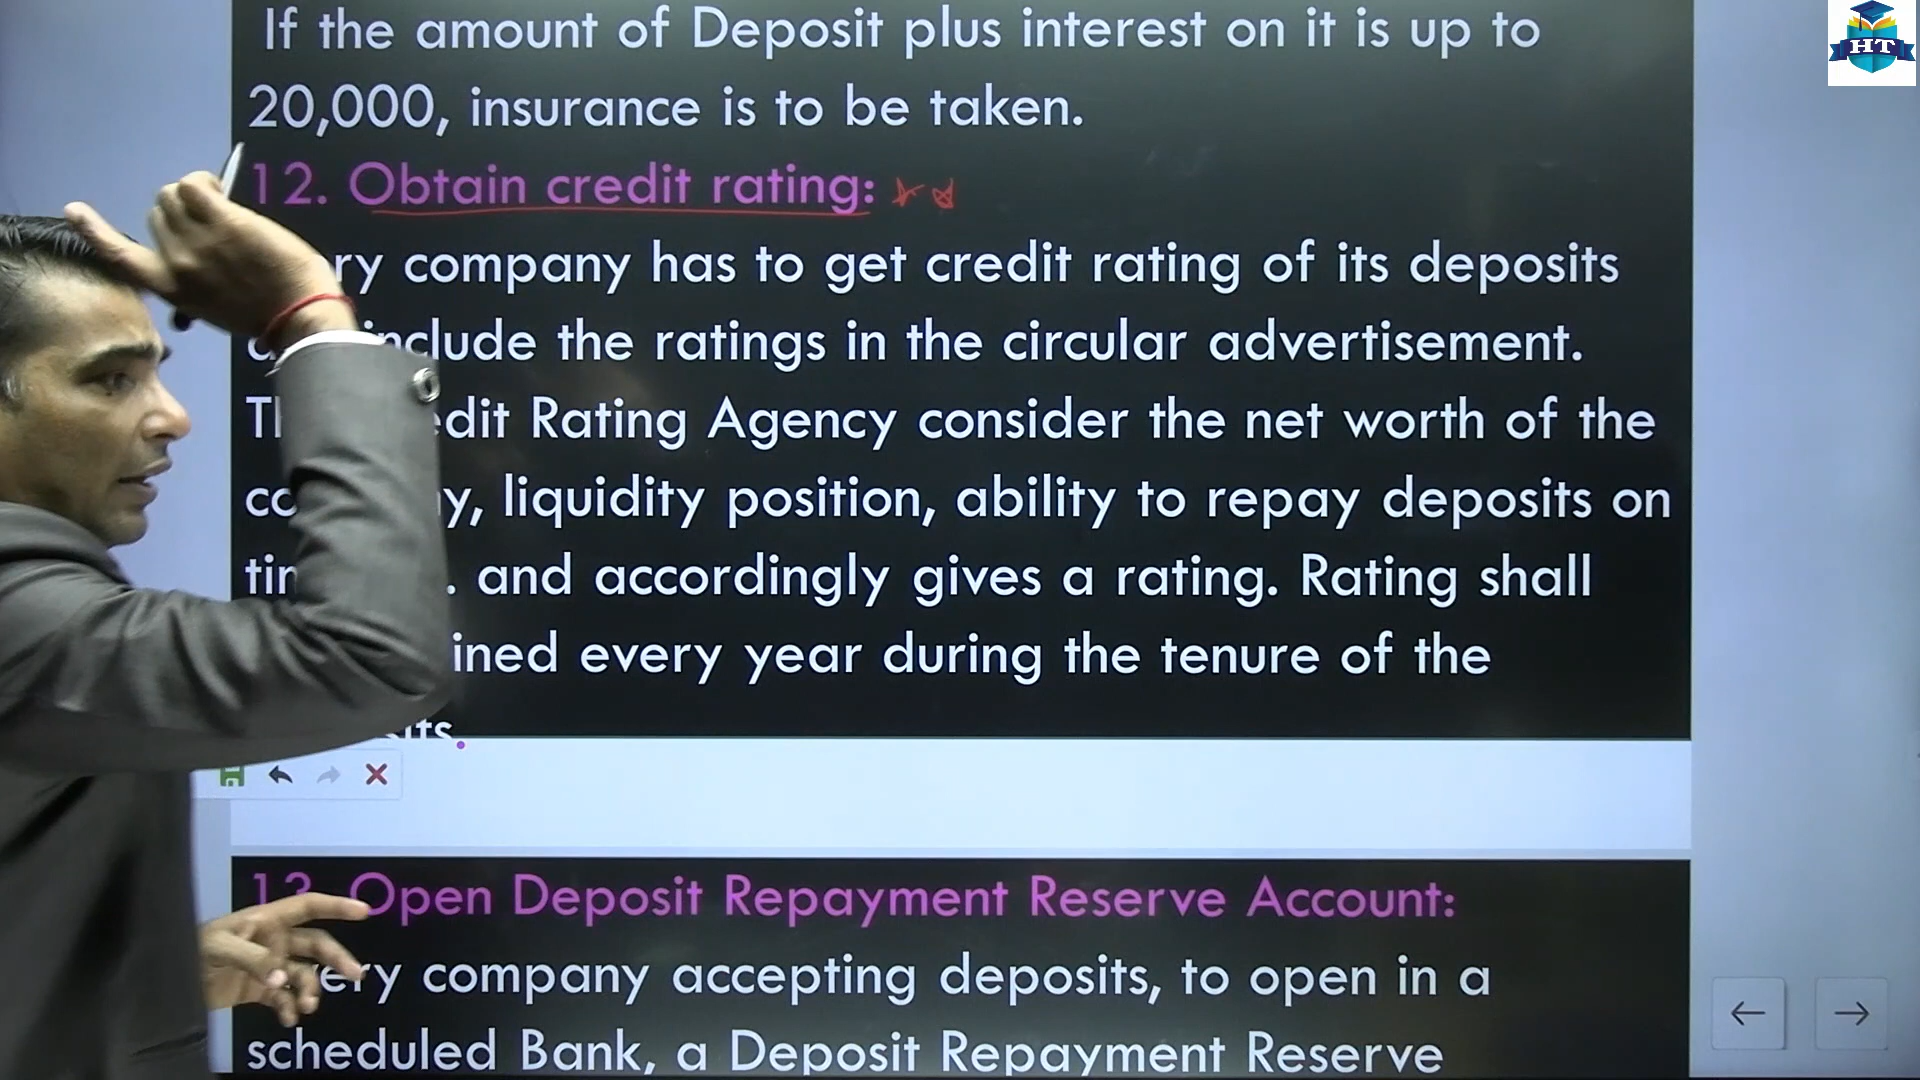 If the amount of Deposit plus interest on it is up to
20,000, insurance is to be taken.
HT
12. Obtain credit rating:
company has to get credit rating of its deposits
include the ratings in the circular advertisement.
Rating Agency consider the net worth of the
liquidity position, ability to repay deposits on
. and accordingly gives a rating. Rating shall
every year during the tenure of the
13. Open Deposit Repayment Reserve Account:
company accepting deposits, to open in a
scheduled Bank, a Deposit Repayment Reserve